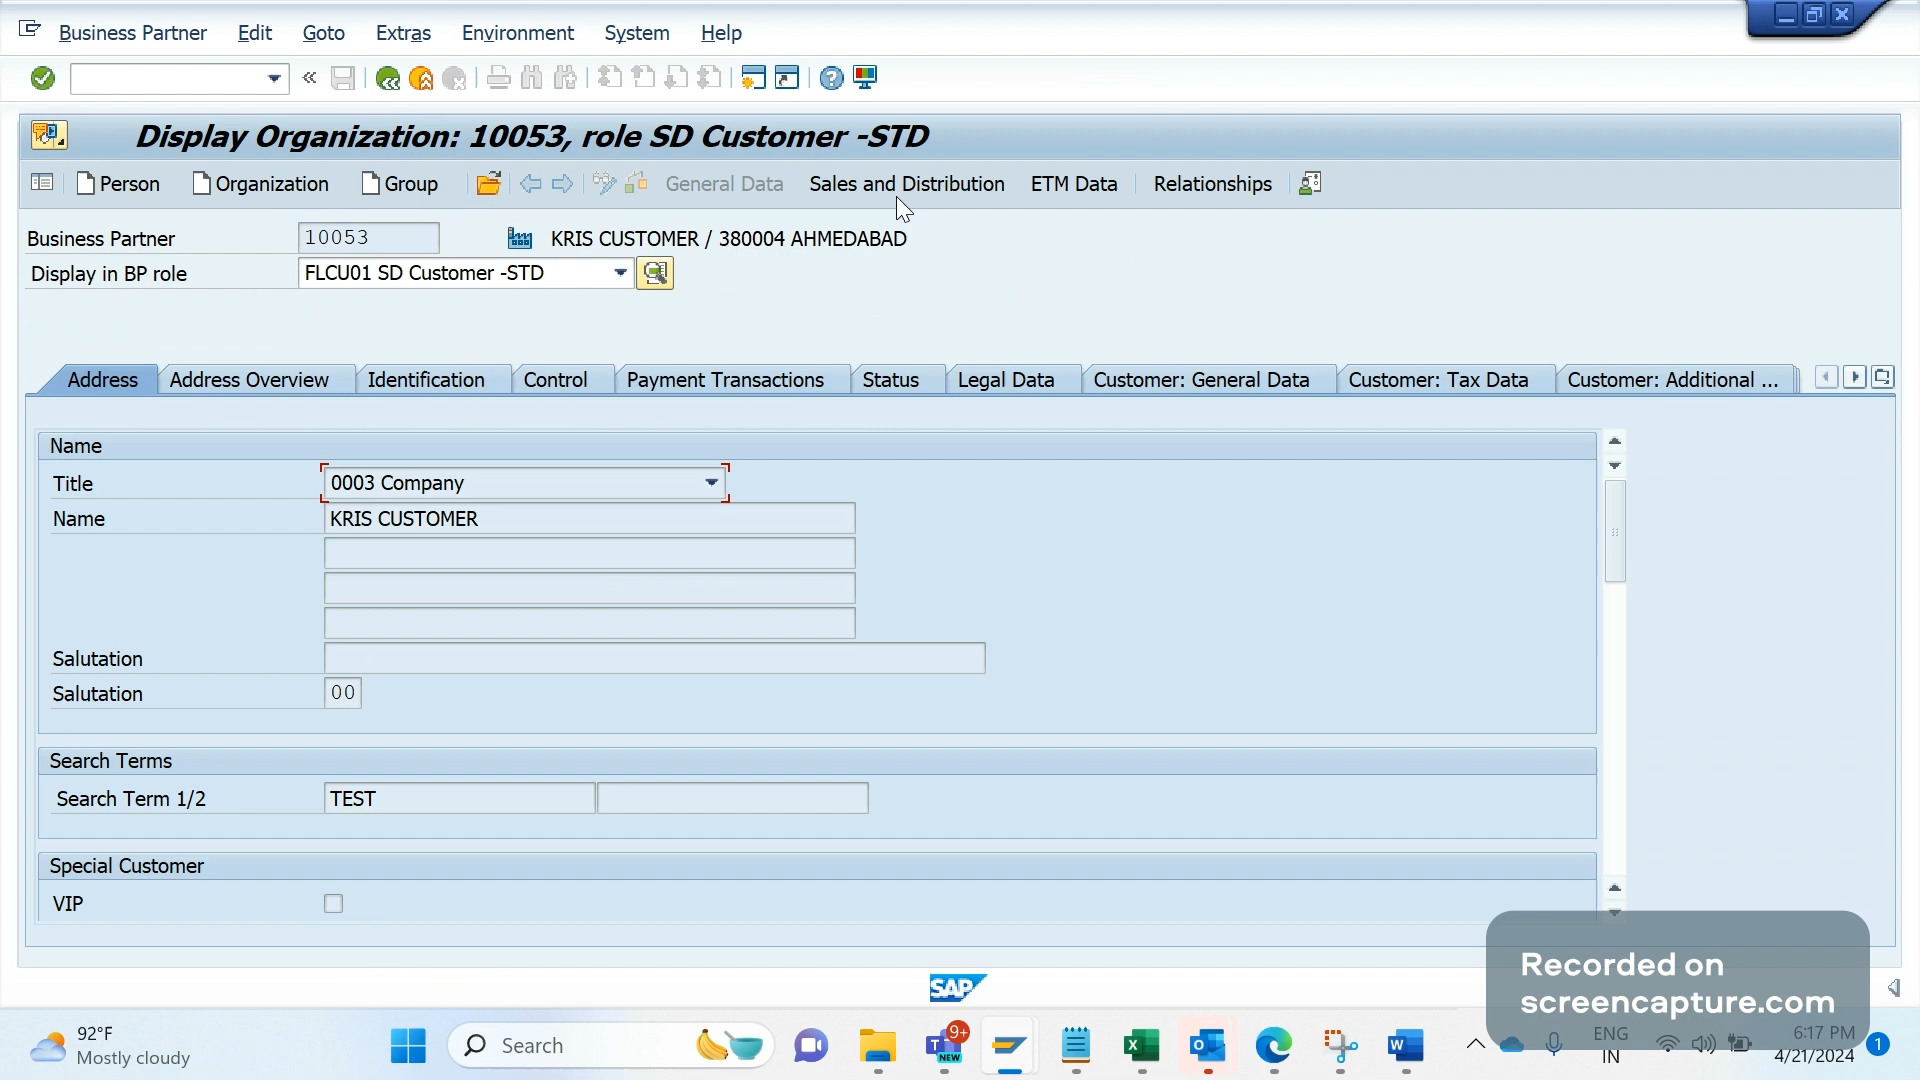 Business Partner Edit Goto Extras Environment System Help
Display Organization: 10053, role SD Customer -STD
Person Organization Group General Data Sales and Distribution ETM Data Relationships
Business Partner 10053 KRIS CUSTOMER / 380004 AHMEDABAD
Display in BP role FLCU01 SD Customer -STD
Address Address Overview Identification Control Payment Transactions Status Legal Data Customer: General Data Customer: Tax Data Customer: Additional ...
Name
Title 0003 Company
Name KRIS CUSTOMER
Salutation
Salutation 00
Search Terms
Search Term 1/2 TEST
Special Customer
VIP
Recorded on
screencapture.com
SAP
92°F
Mostly cloudy
Search
9+
NEW
ENG
IN
6:17 PM
4/21/2024
1